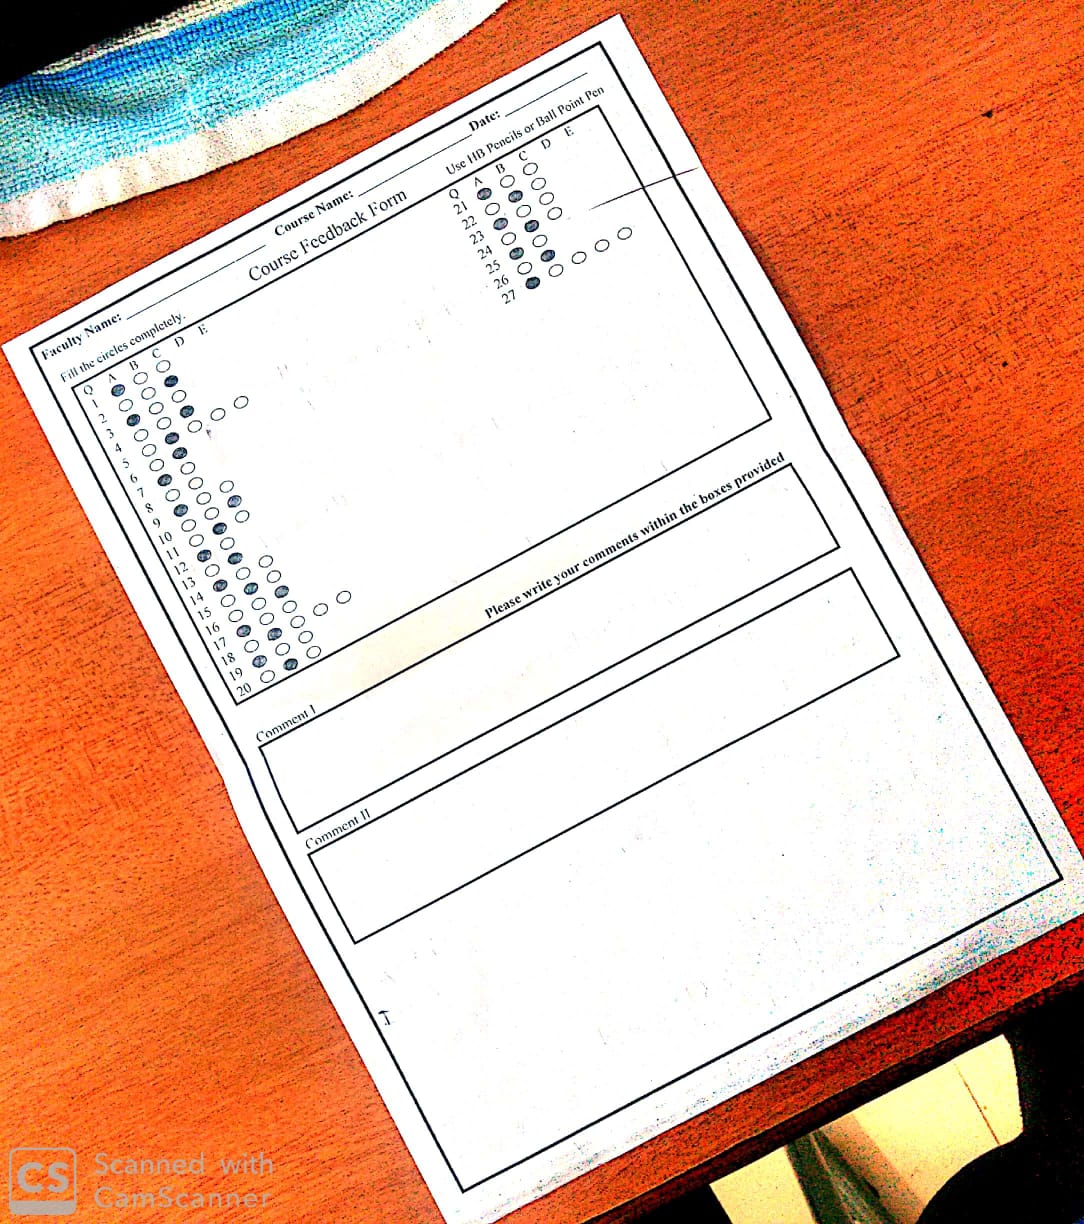 Faculty Name: ____________ Course Name: ____________ Date: ____________
Course Feedback Form
Fill the circles completely.
Use HB Pencils or Ball Point Pen
Q A B C D E
1
2
3
4
5
6
7
8
9
10
11
12
13
14
15
16
17
18
19
20
Q A B C D E
21
22
23
24
25
26
27
Please write your comments within the boxes provided
Comment I
Comment II
CS
Scanned with
CamScanner